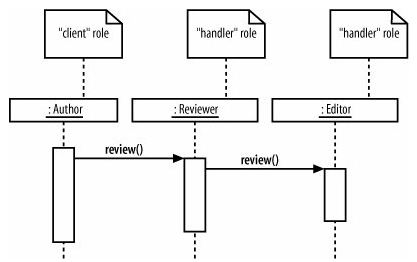 "client" role
"handler" role
"handler" role
: Author
: Reviewer
: Editor
review()
review()